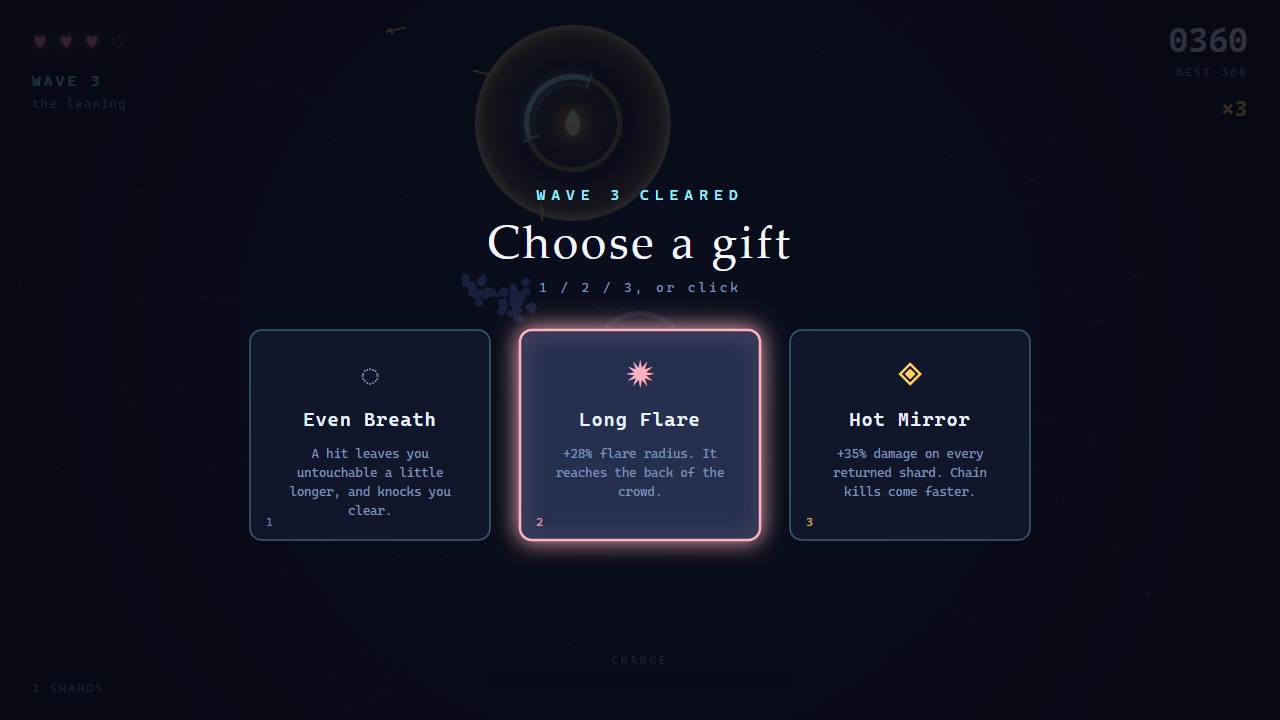 WAVE 3
the leaning
0360
BEST 360
×3
WAVE 3 CLEARED
Choose a gift
1 / 2 / 3, or click
Even Breath
A hit leaves you
untouchable a little
longer, and knocks you
clear.
1
Long Flare
+28% flare radius. It
reaches the back of the
crowd.
2
Hot Mirror
+35% damage on every
returned shard. Chain
kills come faster.
3
CHARGE
1 SHARDS